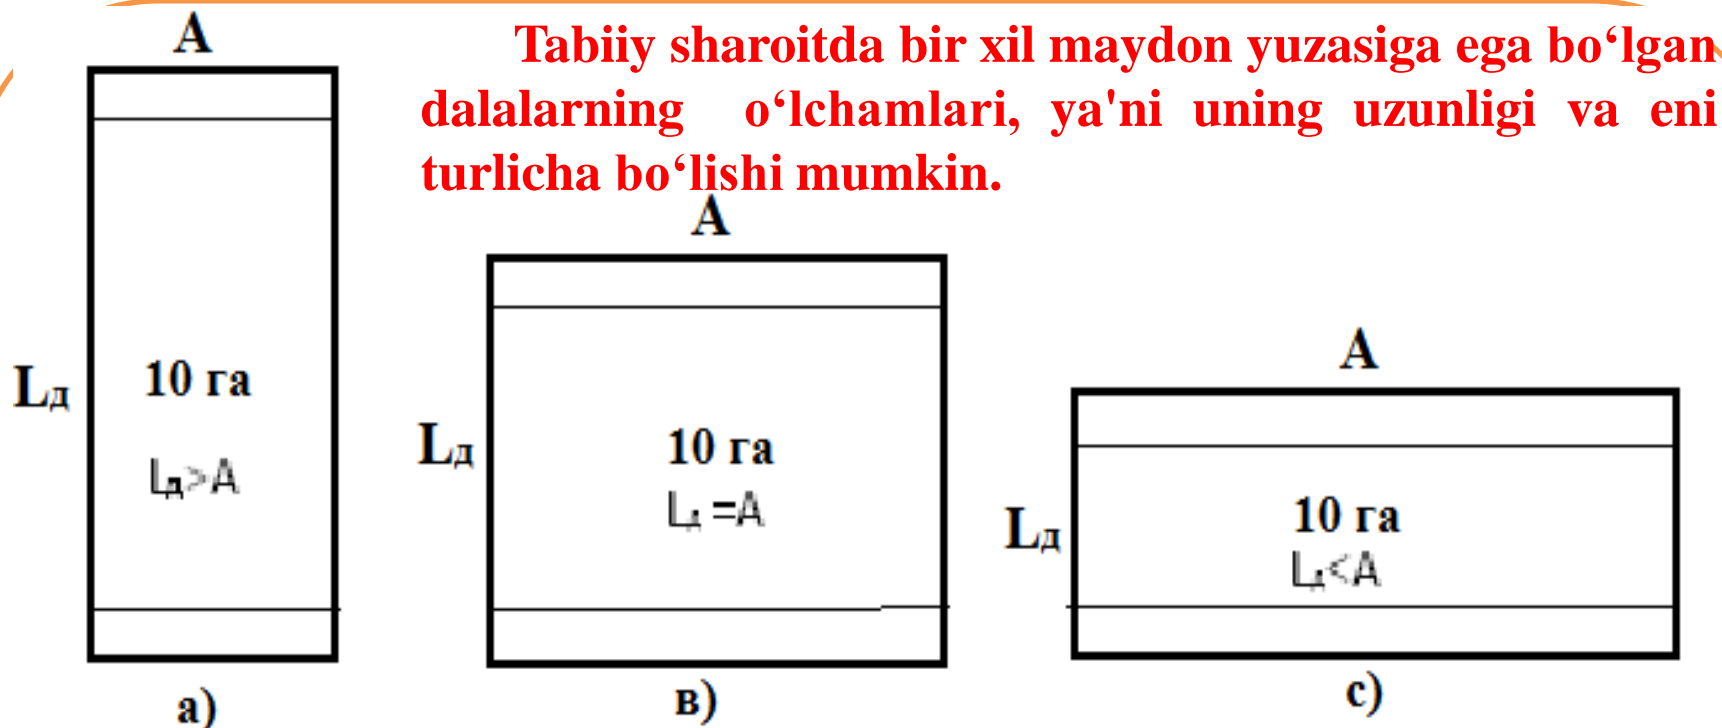 Tabiiy sharoitda bir xil maydon yuzasiga ega bo‘lgan
dalalarning o‘lchamlari, ya'ni uning uzunligi va eni
turlicha bo‘lishi mumkin.
A
Lд
10 га
Lд>A
а)
A
Lд
10 га
Lд =A
в)
A
Lд
10 га
Lд<A
с)